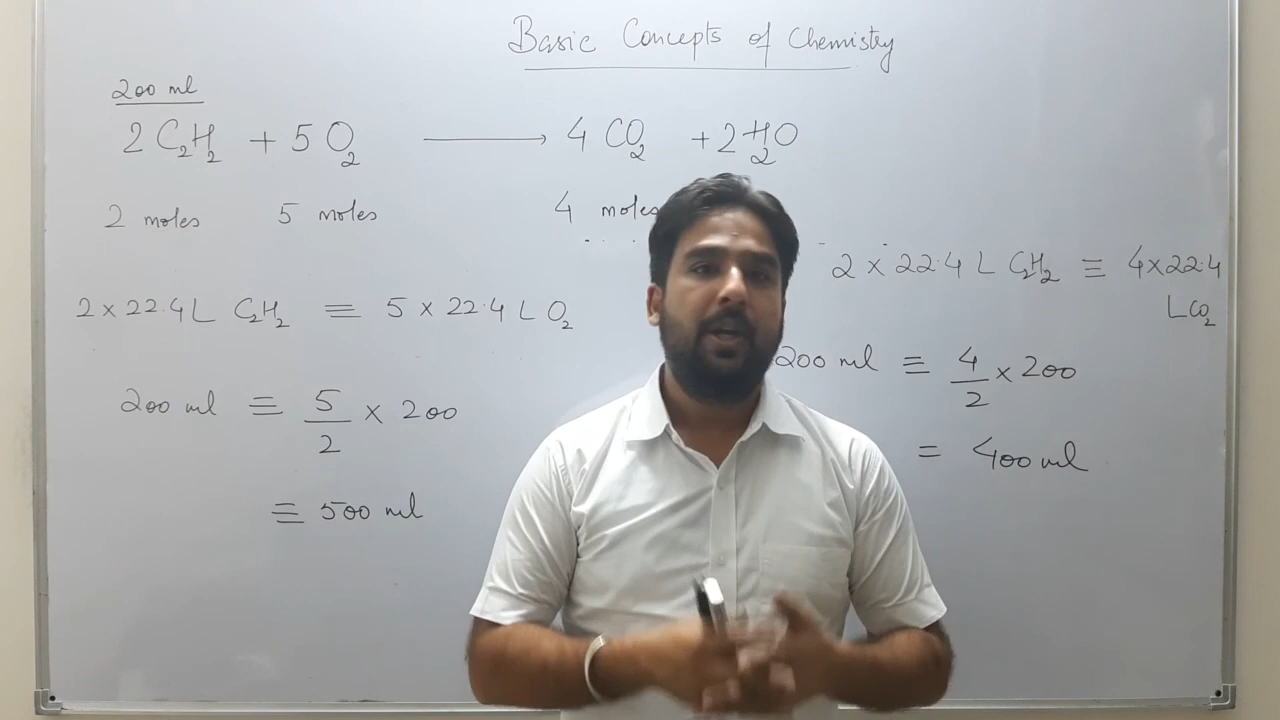 Basic Concepts of Chemistry
200 ml
2 C₂H₂ + 5 O₂ ⟶ 4 CO₂ + 2 H₂O
2 moles 5 moles 4 moles
2 × 22.4 L C₂H₂ ≡ 5 × 22.4 L O₂
200 ml ≡ 5/2 × 200
≡ 500 ml
2 × 22.4 L C₂H₂ ≡ 4 × 22.4
L CO₂
200 ml ≡ 4/2 × 200
= 400 ml